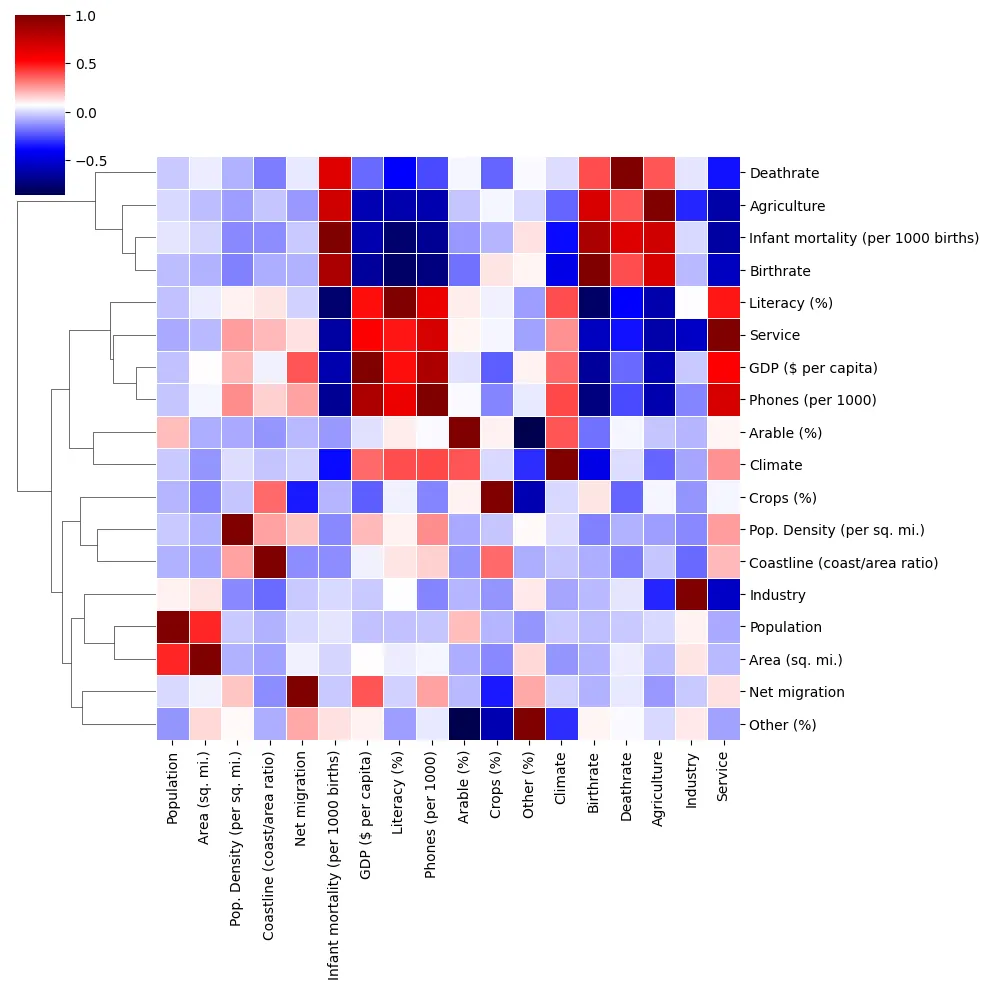 1.0
0.5
0.0
−0.5
Deathrate
Agriculture
Infant mortality (per 1000 births)
Birthrate
Literacy (%)
Service
GDP ($ per capita)
Phones (per 1000)
Arable (%)
Climate
Crops (%)
Pop. Density (per sq. mi.)
Coastline (coast/area ratio)
Industry
Population
Area (sq. mi.)
Net migration
Other (%)
Population
Area (sq. mi.)
Pop. Density (per sq. mi.)
Coastline (coast/area ratio)
Net migration
Infant mortality (per 1000 births)
GDP ($ per capita)
Literacy (%)
Phones (per 1000)
Arable (%)
Crops (%)
Other (%)
Climate
Birthrate
Deathrate
Agriculture
Industry
Service